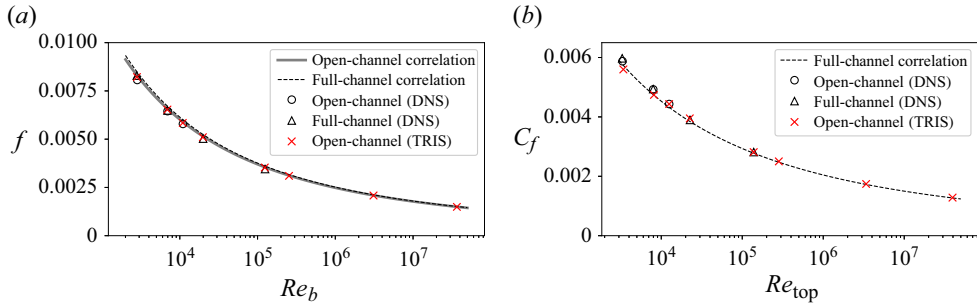 (a)
0.0100
0.0075
0.0050
0.0025
0
f
Open-channel correlation
Full-channel correlation
Open-channel (DNS)
Full-channel (DNS)
Open-channel (TRIS)
10^4 10^5 10^6 10^7
Re_b
(b)
0.006
0.004
0.002
0
C_f
Full-channel correlation
Open-channel (DNS)
Full-channel (DNS)
Open-channel (TRIS)
10^4 10^5 10^6 10^7
Re_top